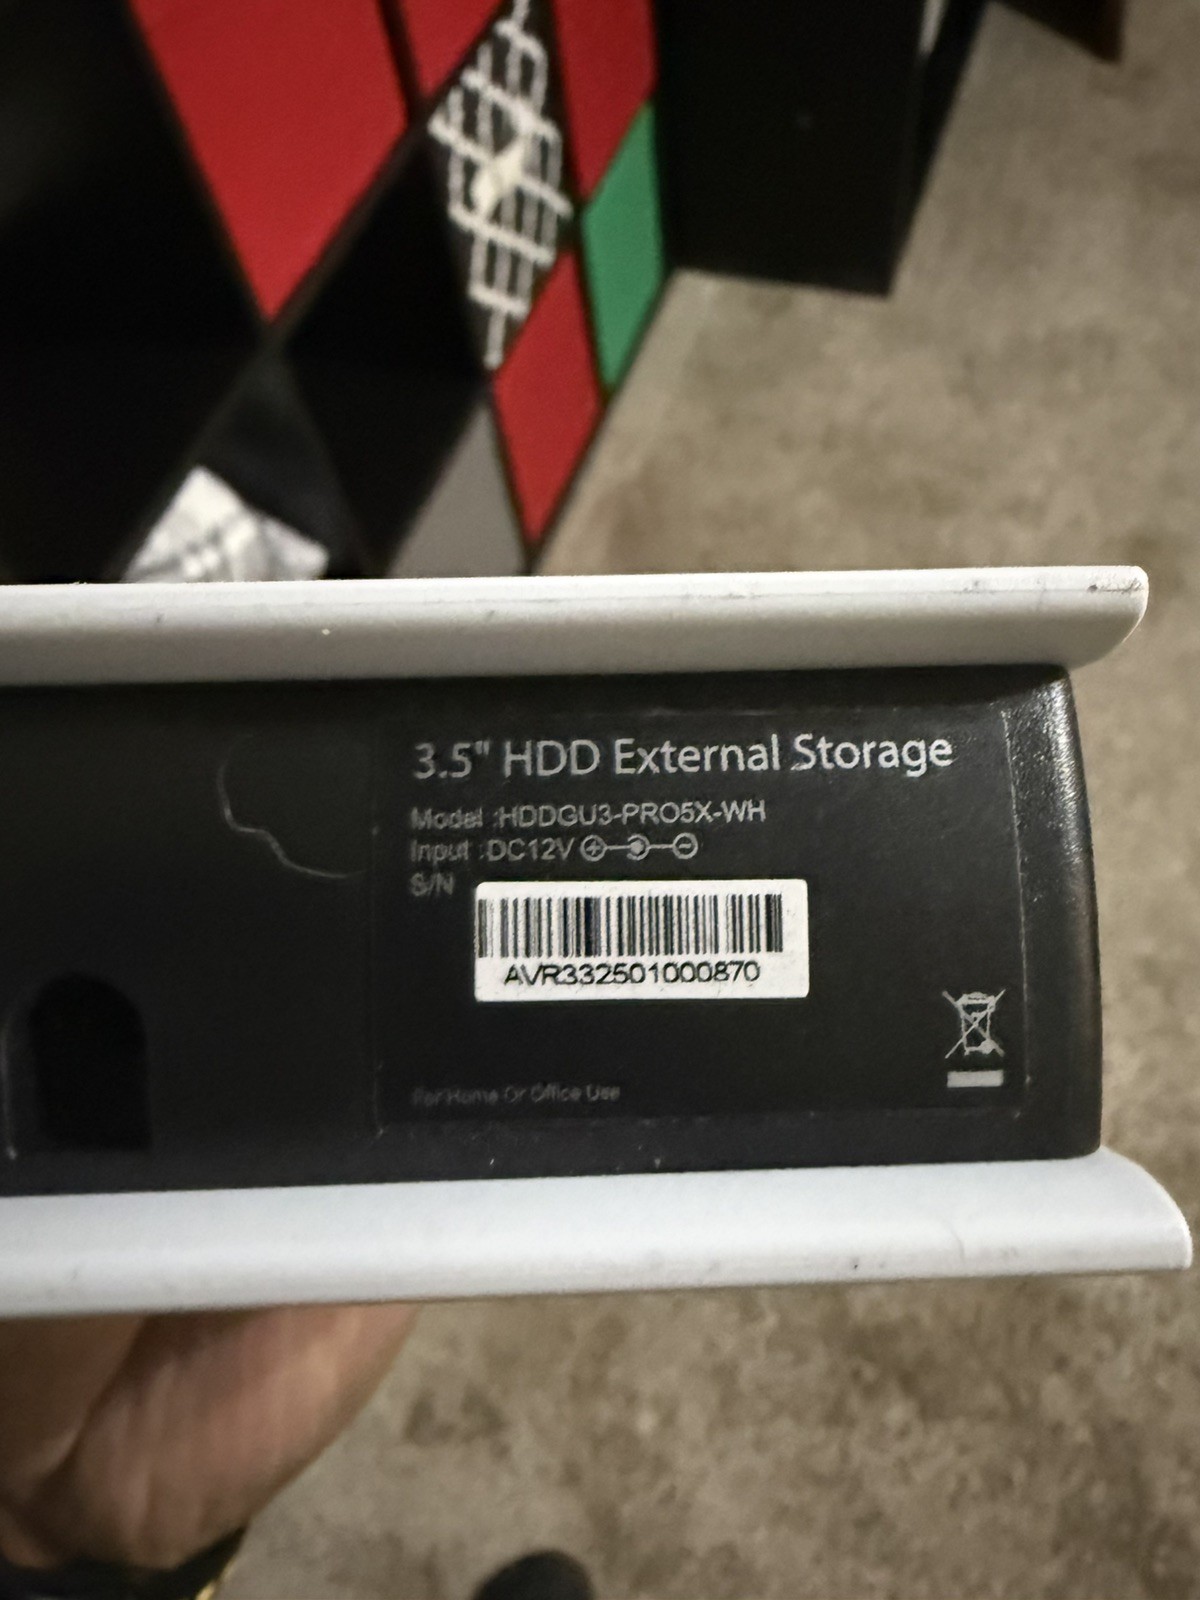 3.5" HDD External Storage
Model :HDDGU3-PRO5X-WH
Input :DC12V
S/N
AVR332501000870
For Home Or Office Use